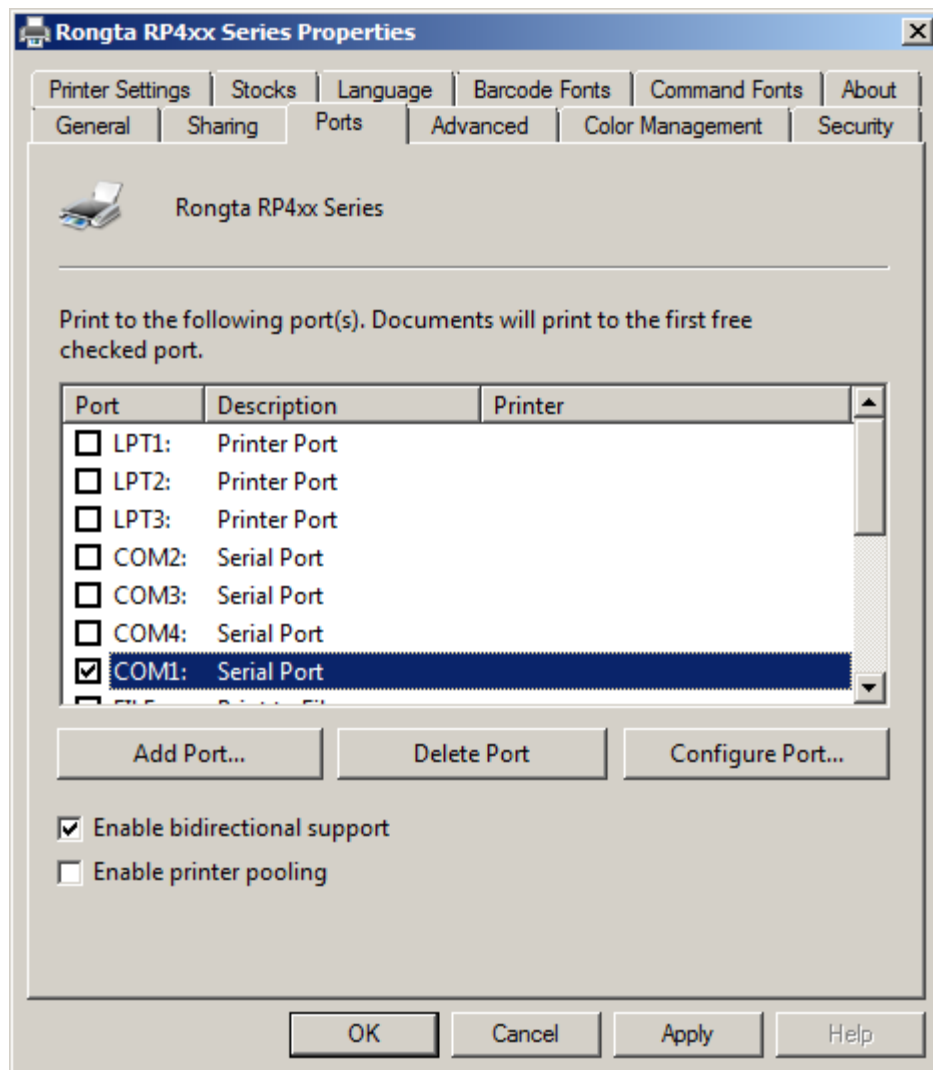 Rongta RP4xx Series Properties
Printer Settings Stocks Language Barcode Fonts Command Fonts About
General Sharing Ports Advanced Color Management Security
Rongta RP4xx Series
Print to the following port(s). Documents will print to the first free
checked port.
Port Description Printer
LPT1: Printer Port
LPT2: Printer Port
LPT3: Printer Port
COM2: Serial Port
COM3: Serial Port
COM4: Serial Port
COM1: Serial Port
Add Port... Delete Port Configure Port...
Enable bidirectional support
Enable printer pooling
OK Cancel Apply Help